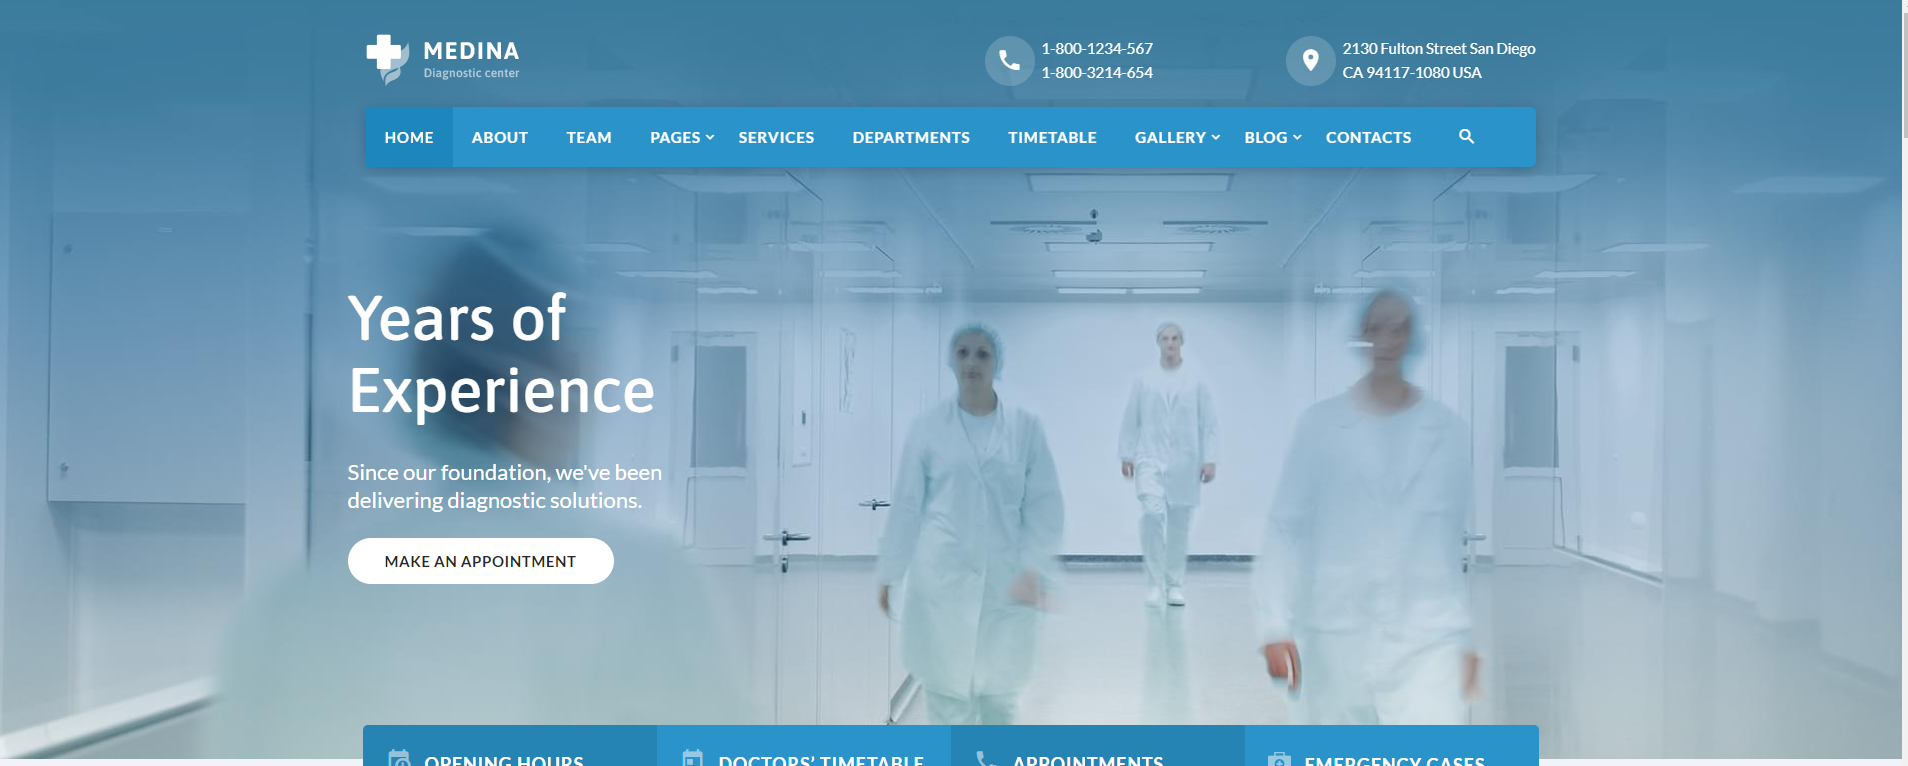 MEDINA
Diagnostic center
1-800-1234-567
1-800-3214-654
2130 Fulton Street San Diego
CA 94117-1080 USA
HOME ABOUT TEAM PAGES SERVICES DEPARTMENTS TIMETABLE GALLERY BLOG CONTACTS
Years of
Experience
Since our foundation, we've been
delivering diagnostic solutions.
MAKE AN APPOINTMENT
OPENING HOURS DOCTORS’ TIMETABLE APPOINTMENTS EMERGENCY CASES